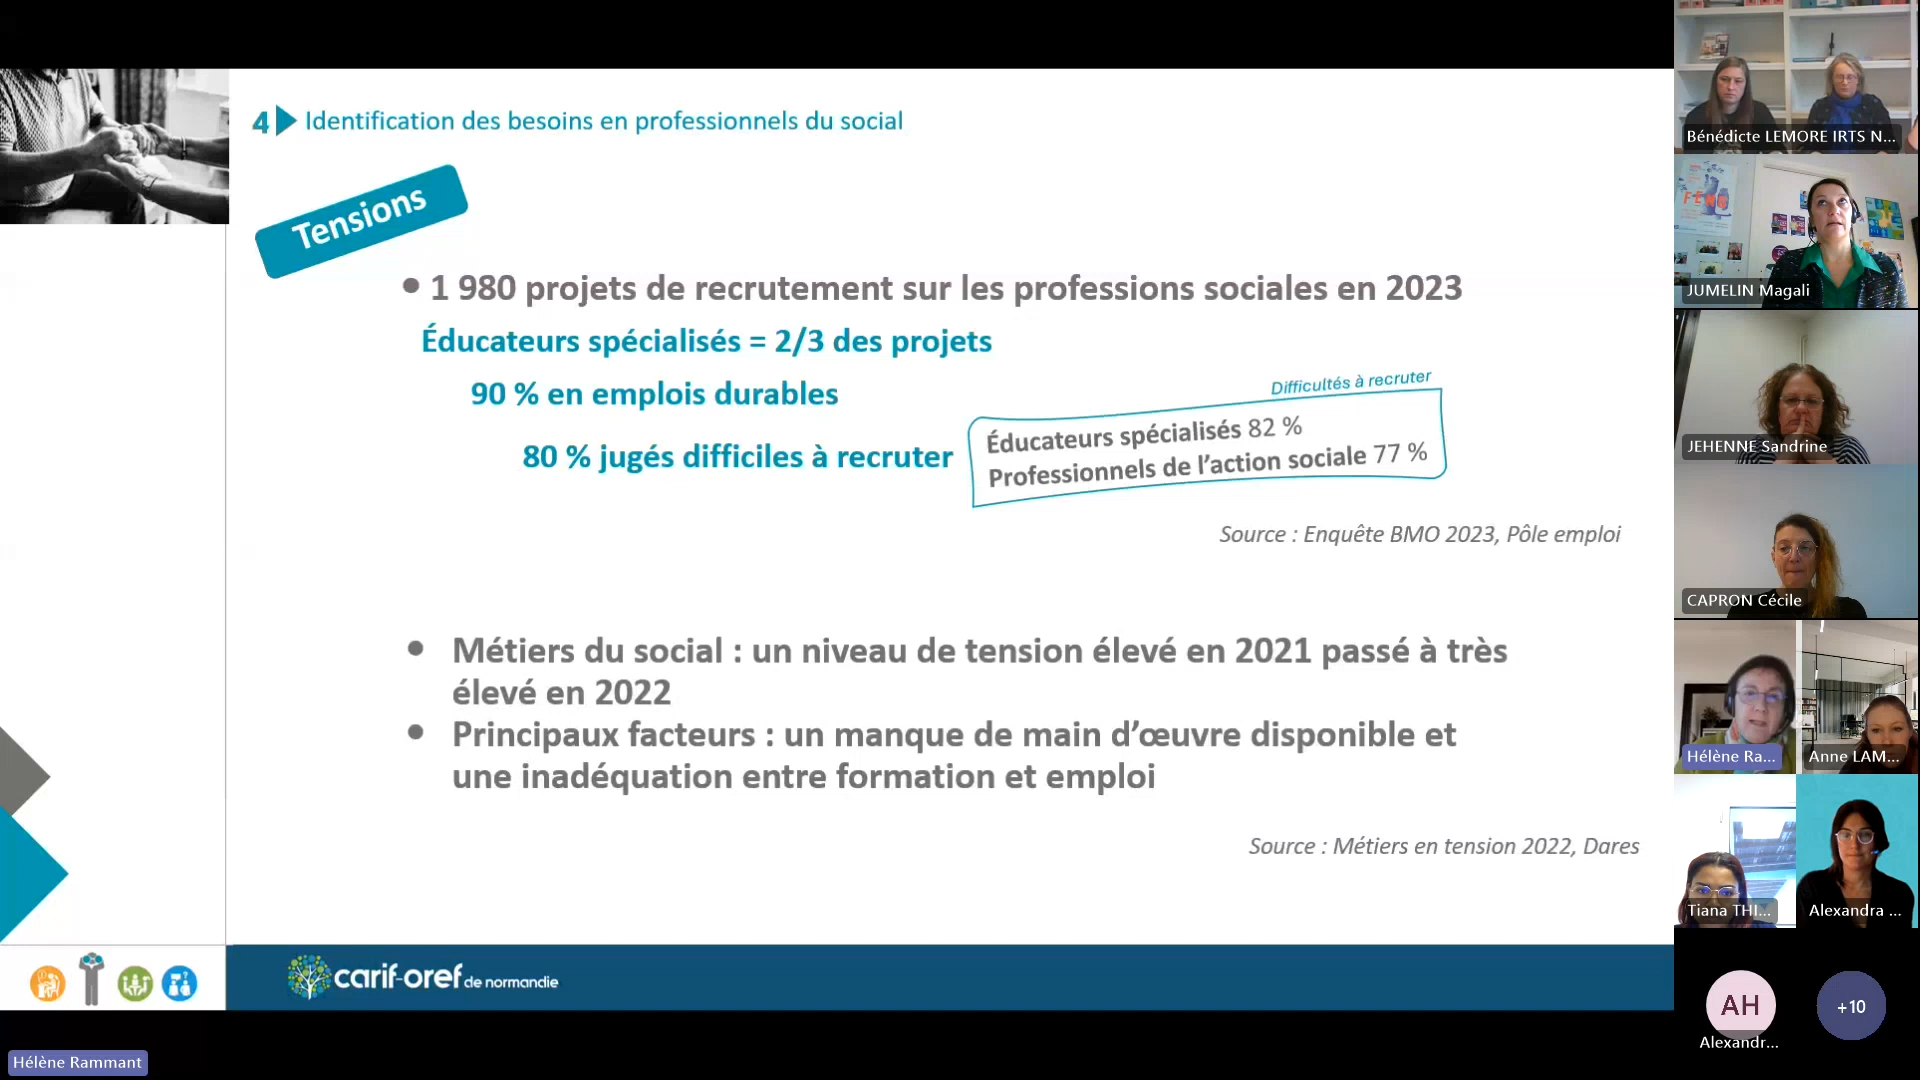 4 Identification des besoins en professionnels du social
Tensions
• 1 980 projets de recrutement sur les professions sociales en 2023
Éducateurs spécialisés = 2/3 des projets
90 % en emplois durables
80 % jugés difficiles à recruter
Difficultés à recruter
Éducateurs spécialisés 82 %
Professionnels de l'action sociale 77 %
Source : Enquête BMO 2023, Pôle emploi
• Métiers du social : un niveau de tension élevé en 2021 passé à très
élevé en 2022
• Principaux facteurs : un manque de main d'œuvre disponible et
une inadéquation entre formation et emploi
Source : Métiers en tension 2022, Dares
carif-oref de normandie
Hélène Rammant
Bénédicte LEMORE IRTS N...
JUMELIN Magali
JEHENNE Sandrine
CAPRON Cécile
Hélène Ra...
Anne LAM...
Tiana THI...
Alexandra ...
AH
Alexandr...
+10